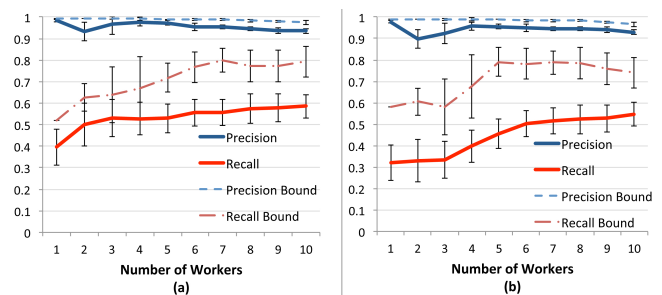 1
0.9
0.8
0.7
0.6
0.5
0.4
0.3
0.2
0.1
0
Precision
Recall
Precision Bound
Recall Bound
1 2 3 4 5 6 7 8 9 10
Number of Workers
(a)
1
0.9
0.8
0.7
0.6
0.5
0.4
0.3
0.2
0.1
0
Precision
Recall
Precision Bound
Recall Bound
1 2 3 4 5 6 7 8 9 10
Number of Workers
(b)